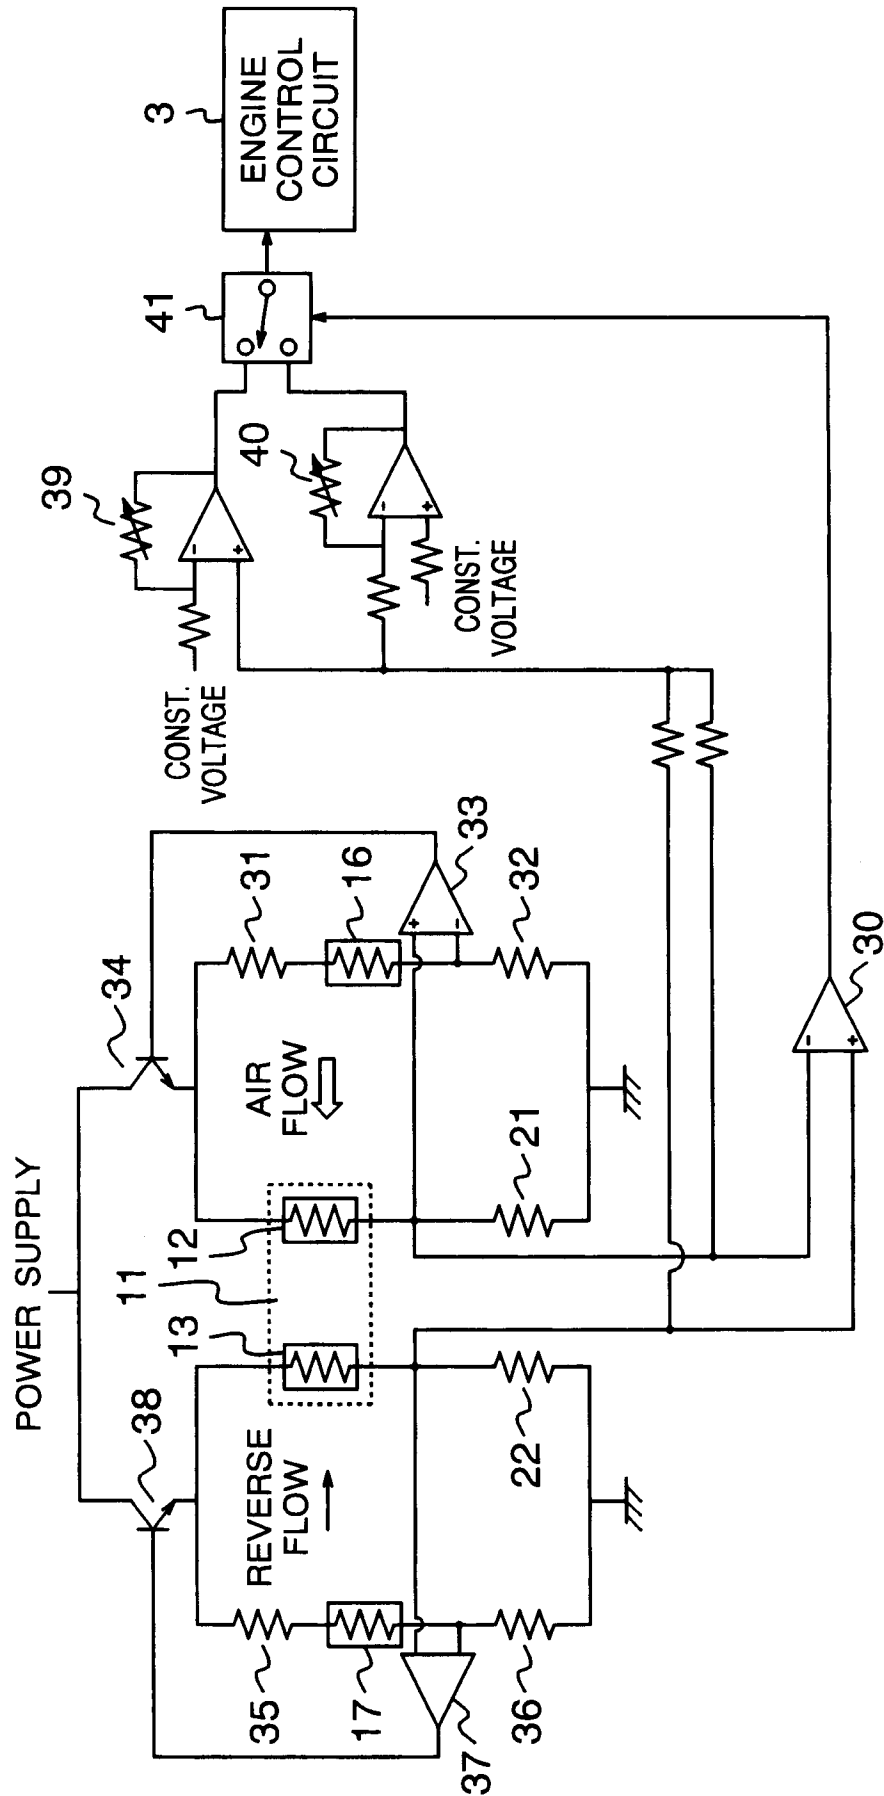 POWER SUPPLY
38
34
REVERSE
FLOW
AIR
FLOW
11
12
13
35
17
36
37
22
21
31
16
33
32
30
CONST.
VOLTAGE
39
-
+
40
-
+
CONST.
VOLTAGE
+
-
-
+
41
3
ENGINE
CONTROL
CIRCUIT